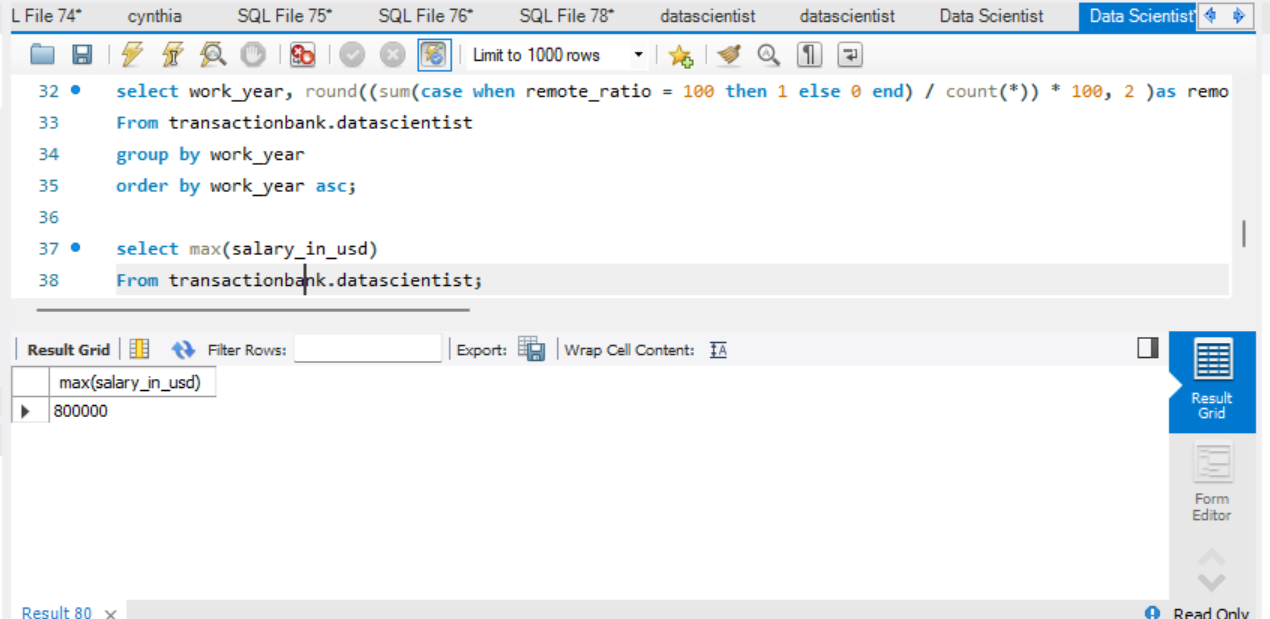 L File 74* cynthia SQL File 75* SQL File 76* SQL File 78* datascientist datascientist Data Scientist Data Scientist*
Limit to 1000 rows
32 select work_year, round((sum(case when remote_ratio = 100 then 1 else 0 end) / count(*)) * 100, 2 )as remo
33 From transactionbank.datascientist
34 group by work_year
35 order by work_year asc;
36
37 select max(salary_in_usd)
38 From transactionbank.datascientist;
Result Grid Filter Rows: Export: Wrap Cell Content: IA
max(salary_in_usd)
800000
Result
Grid
Form
Editor
Result 80 × Read Only